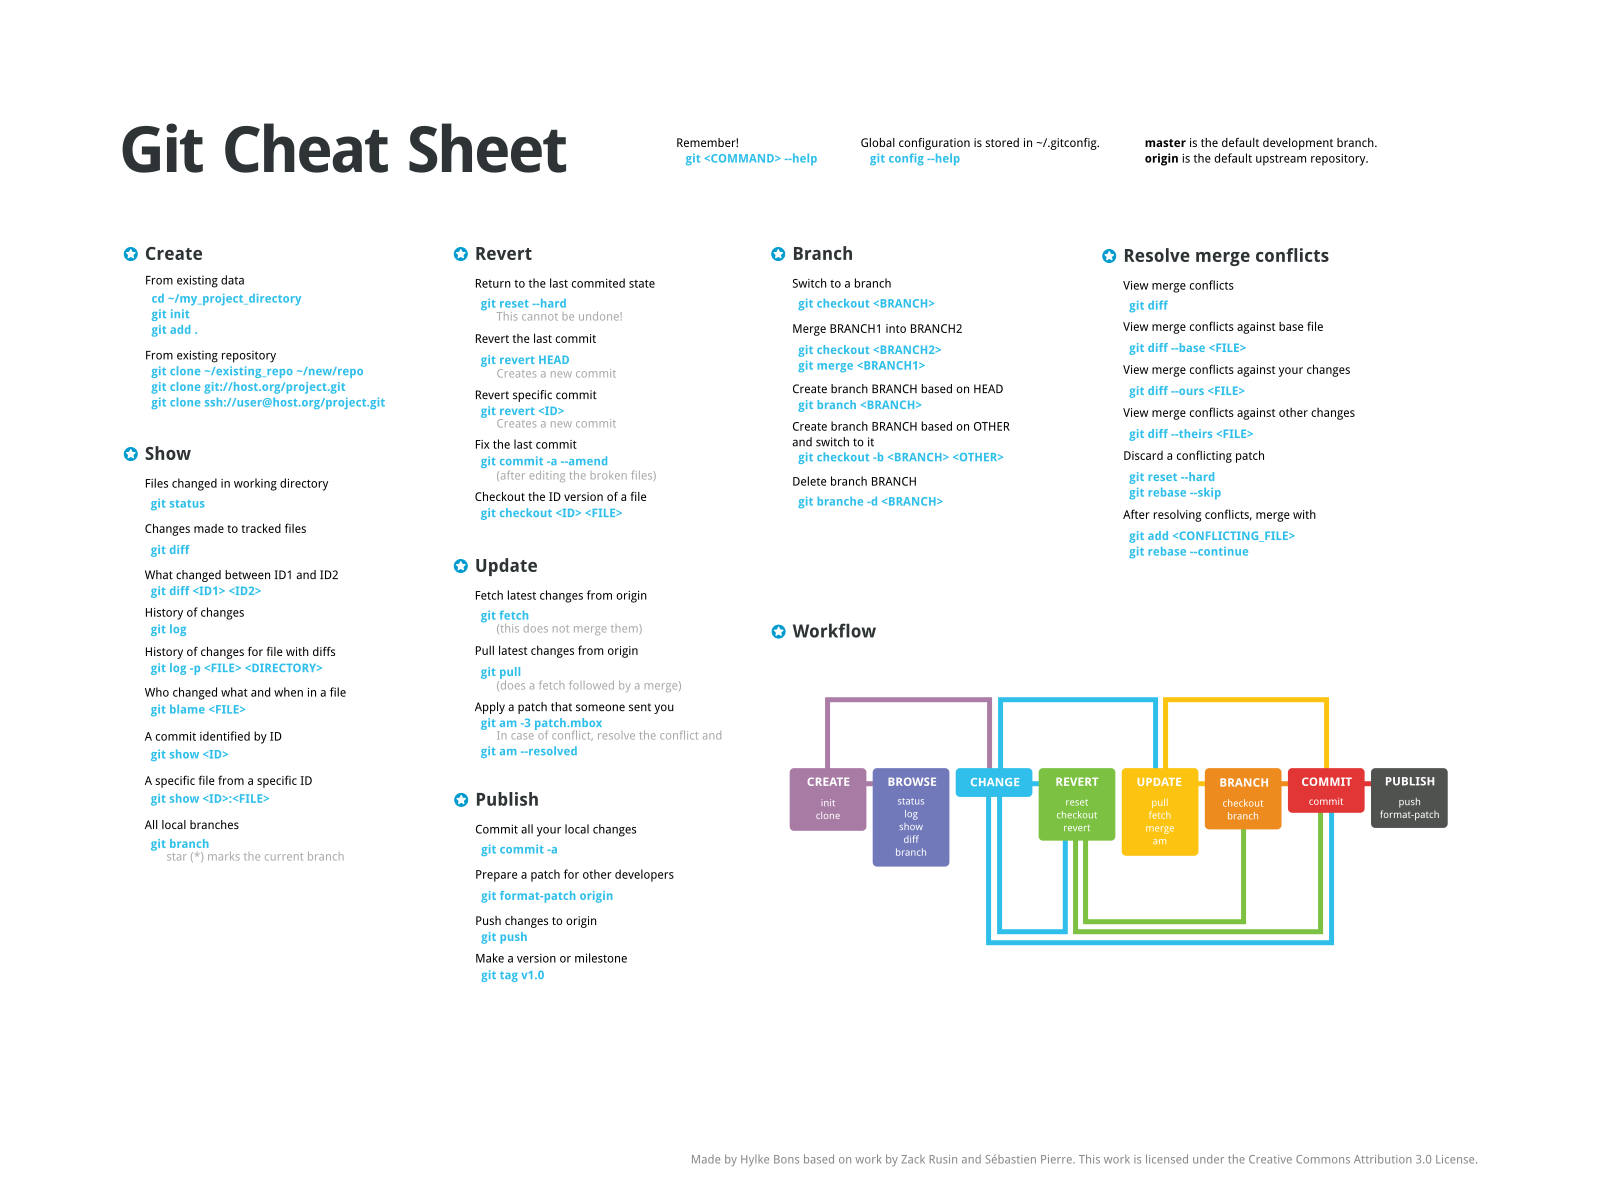 Git Cheat Sheet
Remember!
git <COMMAND> --help
Global configuration is stored in ~/.gitconfig.
git config --help
master is the default development branch.
origin is the default upstream repository.
Create
From existing data
cd ~/my_project_directory
git init
git add .
From existing repository
git clone ~/existing_repo ~/new/repo
git clone git://host.org/project.git
git clone ssh://user@host.org/project.git
Show
Files changed in working directory
git status
Changes made to tracked files
git diff
What changed between ID1 and ID2
git diff <ID1> <ID2>
History of changes
git log
History of changes for file with diffs
git log -p <FILE> <DIRECTORY>
Who changed what and when in a file
git blame <FILE>
A commit identified by ID
git show <ID>
A specific file from a specific ID
git show <ID>:<FILE>
All local branches
git branch
star (*) marks the current branch
Revert
Return to the last commited state
git reset --hard
This cannot be undone!
Revert the last commit
git revert HEAD
Creates a new commit
Revert specific commit
git revert <ID>
Creates a new commit
Fix the last commit
git commit -a --amend
(after editing the broken files)
Checkout the ID version of a file
git checkout <ID> <FILE>
Update
Fetch latest changes from origin
git fetch
(this does not merge them)
Pull latest changes from origin
git pull
(does a fetch followed by a merge)
Apply a patch that someone sent you
git am -3 patch.mbox
In case of conflict, resolve the conflict and
git am --resolved
Publish
Commit all your local changes
git commit -a
Prepare a patch for other developers
git format-patch origin
Push changes to origin
git push
Make a version or milestone
git tag v1.0
Branch
Switch to a branch
git checkout <BRANCH>
Merge BRANCH1 into BRANCH2
git checkout <BRANCH2>
git merge <BRANCH1>
Create branch BRANCH based on HEAD
git branch <BRANCH>
Create branch BRANCH based on OTHER
and switch to it
git checkout -b <BRANCH> <OTHER>
Delete branch BRANCH
git branche -d <BRANCH>
Resolve merge conflicts
View merge conflicts
git diff
View merge conflicts against base file
git diff --base <FILE>
View merge conflicts against your changes
git diff --ours <FILE>
View merge conflicts against other changes
git diff --theirs <FILE>
Discard a conflicting patch
git reset --hard
git rebase --skip
After resolving conflicts, merge with
git add <CONFLICTING_FILE>
git rebase --continue
Workflow
CREATE
init
clone
BROWSE
status
log
show
diff
branch
CHANGE
REVERT
reset
checkout
revert
UPDATE
pull
fetch
merge
am
BRANCH
checkout
branch
COMMIT
commit
PUBLISH
push
format-patch
Made by Hylke Bons based on work by Zack Rusin and Sébastien Pierre. This work is licensed under the Creative Commons Attribution 3.0 License.